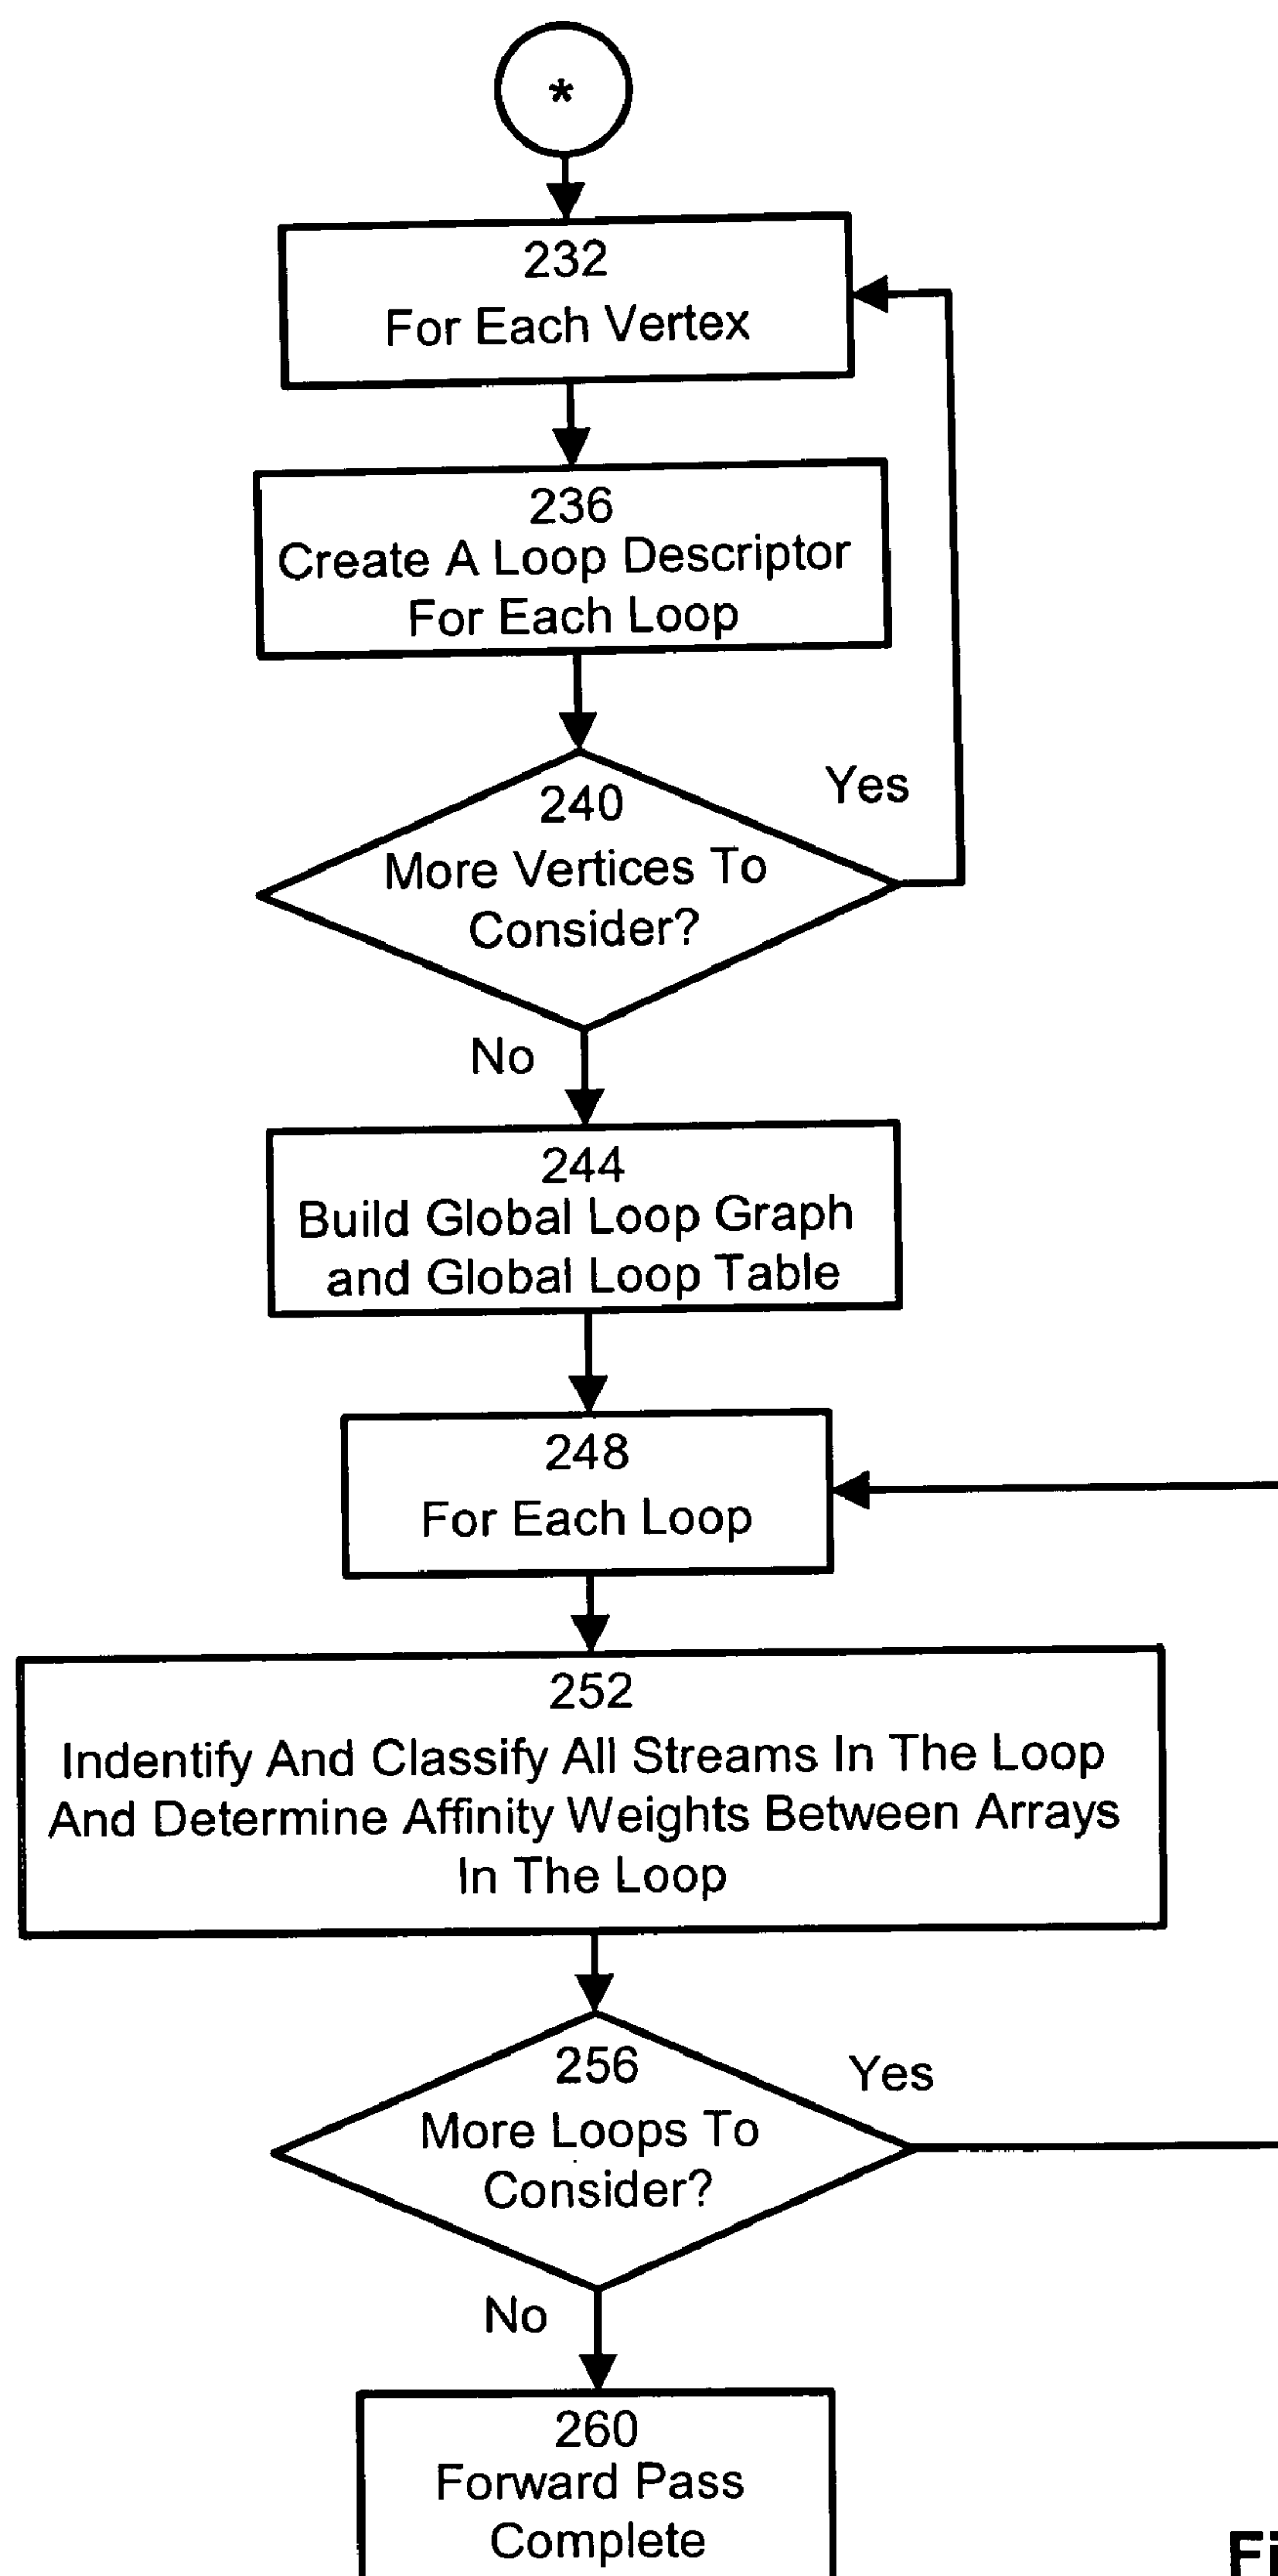 *
232
For Each Vertex
236
Create A Loop Descriptor
For Each Loop
Yes
240
More Vertices To
Consider?
No
244
Build Global Loop Graph
and Global Loop Table
248
For Each Loop
252
Indentify And Classify All Streams In The Loop
And Determine Affinity Weights Between Arrays
In The Loop
256
Yes
More Loops To
Consider?
No
260
Forward Pass
Complete